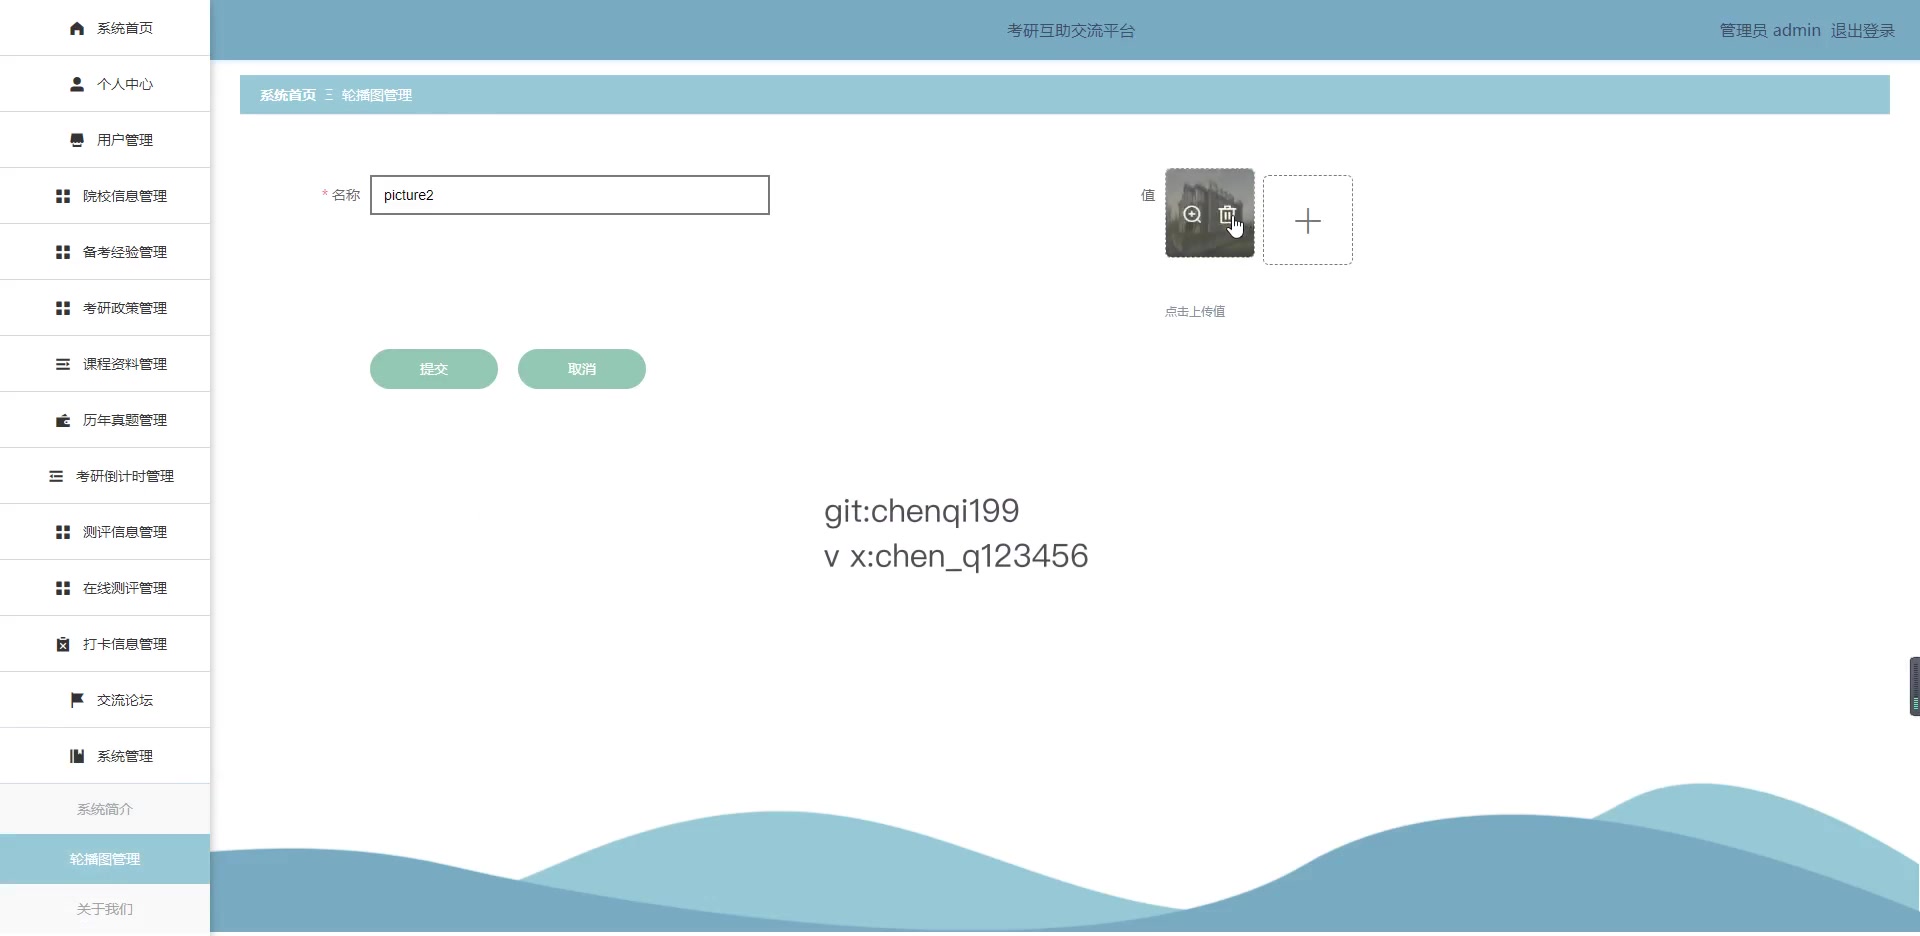 考研互助交流平台
管理员 admin 退出登录
系统首页
个人中心
用户管理
院校信息管理
备考经验管理
考研政策管理
课程资料管理
历年真题管理
考研倒计时管理
测评信息管理
在线测评管理
打卡信息管理
交流论坛
系统管理
系统简介
轮播图管理
关于我们
系统首页 Ξ 轮播图管理
* 名称 picture2
值
点击上传值
提交 取消
git:chenqi199
v x:chen_q123456